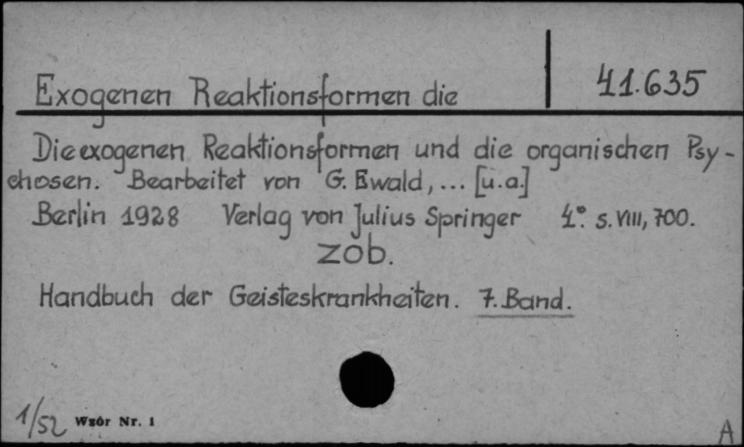 Exogenen Reaktionsformen die 41.635
Die exogenen Reaktionsformen und die organischen Psy-
chosen. Bearbeitet von G. Ewald, ... [u.a.]
Berlin 1928 Verlag von Julius Springer 4°. s. VIII, 700.
zob.
Handbuch der Geisteskrankheiten. 7. Band.
1/52 Wzór Nr. 1
A